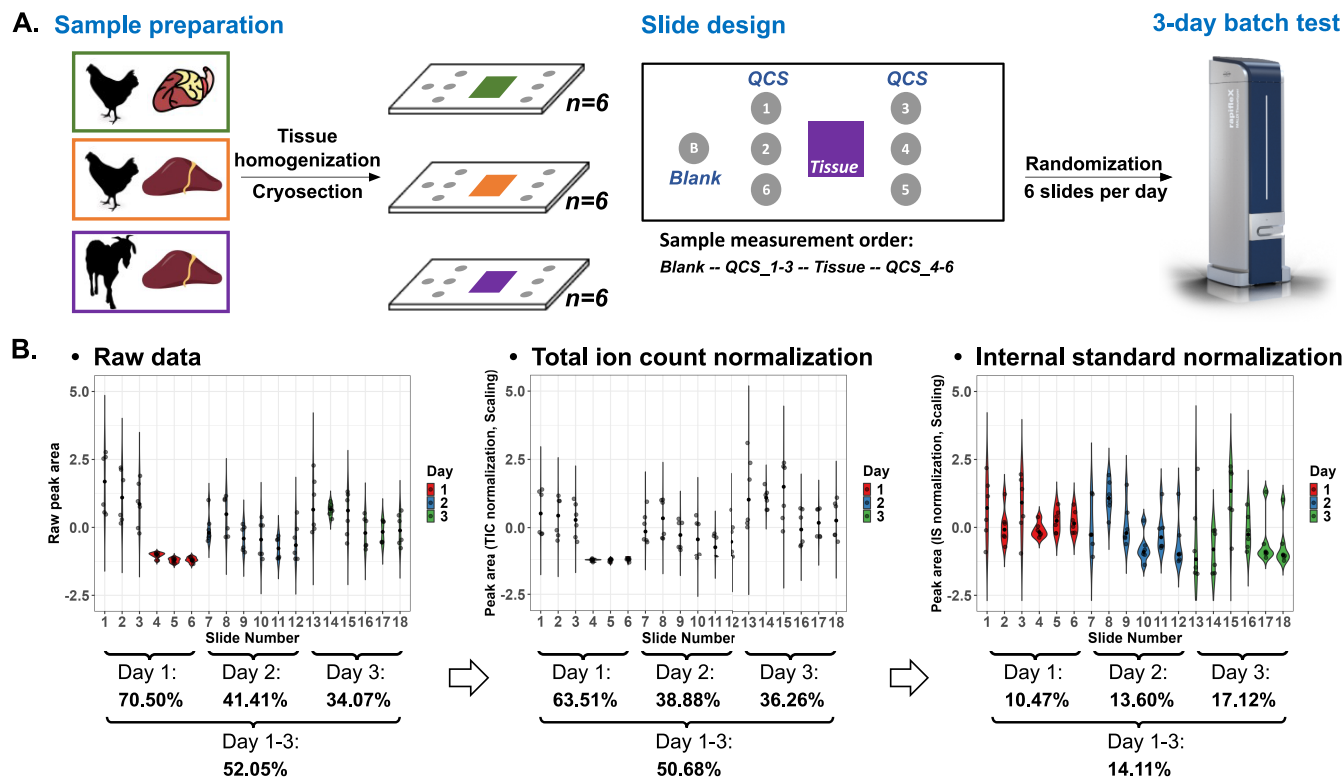 A. Sample preparation
Slide design
3-day batch test
Tissue
homogenization
Cryosection
n=6
n=6
n=6
QCS
QCS
1
3
B
2
Tissue
4
Blank
6
5
Sample measurement order:
Blank -- QCS_1-3 -- Tissue -- QCS_4-6
Randomization
6 slides per day
rapifleX
B.
• Raw data
Raw peak area
5.0
2.5
0.0
-2.5
1 2 3 4 5 6 7 8 9 10 11 12 13 14 15 16 17 18
Slide Number
Day
1
2
3
Day 1:
70.50%
Day 2:
41.41%
Day 3:
34.07%
Day 1-3:
52.05%
• Total ion count normalization
Peak area (TIC normalization, Scaling)
5.0
2.5
0.0
-2.5
1 2 3 4 5 6 7 8 9 10 11 12 13 14 15 16 17 18
Slide Number
Day
1
2
3
Day 1:
63.51%
Day 2:
38.88%
Day 3:
36.26%
Day 1-3:
50.68%
• Internal standard normalization
Peak area (IS normalization, Scaling)
5.0
2.5
0.0
-2.5
1 2 3 4 5 6 7 8 9 10 11 12 13 14 15 16 17 18
Slide Number
Day
1
2
3
Day 1:
10.47%
Day 2:
13.60%
Day 3:
17.12%
Day 1-3:
14.11%